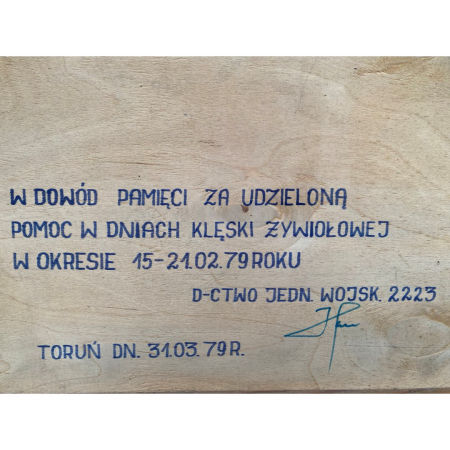 W DOWÓD PAMIĘCI ZA UDZIELONĄ
POMOC W DNIACH KLĘSKI ŻYWIOŁOWEJ
W OKRESIE 15-21.02.79 ROKU
D-CTWO JEDN. WOJSK. 2223
TORUŃ DN. 31.03.79 R.